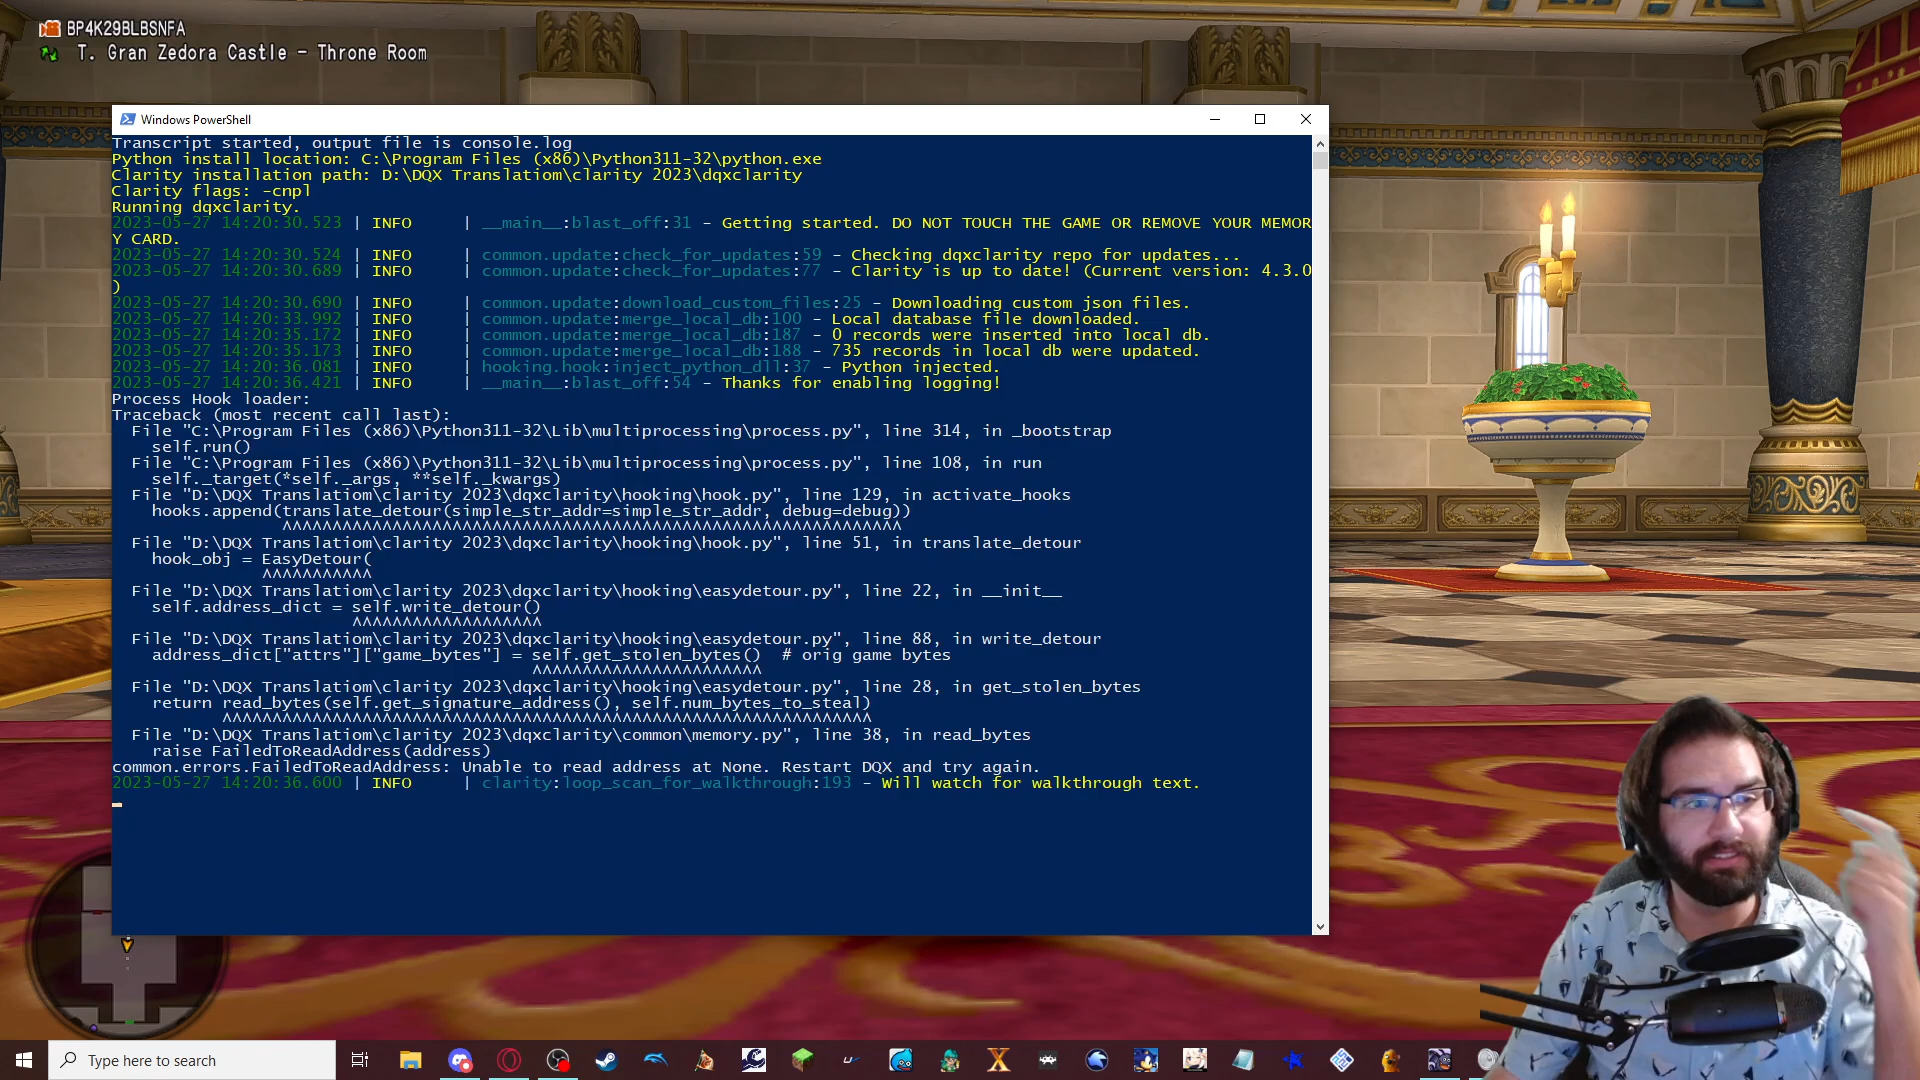 BP4K29BLBSNFA
T. Gran Zedora Castle – Throne Room
Windows PowerShell
Transcript started, output file is console.log
Python install location: C:\Program Files (x86)\Python311-32\python.exe
Clarity installation path: D:\DQX Translatiom\clarity 2023\dqxclarity
Clarity flags: -cnpl
Running dqxclarity.
2023-05-27 14:20:30.523 | INFO     | __main__:blast_off:31 - Getting started. DO NOT TOUCH THE GAME OR REMOVE YOUR MEMOR
Y CARD.
2023-05-27 14:20:30.524 | INFO     | common.update:check_for_updates:59 - Checking dqxclarity repo for updates...
2023-05-27 14:20:30.689 | INFO     | common.update:check_for_updates:77 - Clarity is up to date! (Current version: 4.3.0
)
2023-05-27 14:20:30.690 | INFO     | common.update:download_custom_files:25 - Downloading custom json files.
2023-05-27 14:20:33.992 | INFO     | common.update:merge_local_db:100 - Local database file downloaded.
2023-05-27 14:20:35.172 | INFO     | common.update:merge_local_db:187 - 0 records were inserted into local db.
2023-05-27 14:20:35.173 | INFO     | common.update:merge_local_db:188 - 735 records in local db were updated.
2023-05-27 14:20:36.081 | INFO     | hooking.hook:inject_python_dll:37 - Python injected.
2023-05-27 14:20:36.421 | INFO     | __main__:blast_off:54 - Thanks for enabling logging!
Process Hook loader:
Traceback (most recent call last):
  File "C:\Program Files (x86)\Python311-32\Lib\multiprocessing\process.py", line 314, in _bootstrap
    self.run()
  File "C:\Program Files (x86)\Python311-32\Lib\multiprocessing\process.py", line 108, in run
    self._target(*self._args, **self._kwargs)
  File "D:\DQX Translatiom\clarity 2023\dqxclarity\hooking\hook.py", line 129, in activate_hooks
    hooks.append(translate_detour(simple_str_addr=simple_str_addr, debug=debug))
                 ^^^^^^^^^^^^^^^^^^^^^^^^^^^^^^^^^^^^^^^^^^^^^^^^^^^^^^^^^^^^^^
  File "D:\DQX Translatiom\clarity 2023\dqxclarity\hooking\hook.py", line 51, in translate_detour
    hook_obj = EasyDetour(
               ^^^^^^^^^^^
  File "D:\DQX Translatiom\clarity 2023\dqxclarity\hooking\easydetour.py", line 22, in __init__
    self.address_dict = self.write_detour()
                        ^^^^^^^^^^^^^^^^^^^
  File "D:\DQX Translatiom\clarity 2023\dqxclarity\hooking\easydetour.py", line 88, in write_detour
    address_dict["attrs"]["game_bytes"] = self.get_stolen_bytes()  # orig game bytes
                                          ^^^^^^^^^^^^^^^^^^^^^^^
  File "D:\DQX Translatiom\clarity 2023\dqxclarity\hooking\easydetour.py", line 28, in get_stolen_bytes
    return read_bytes(self.get_signature_address(), self.num_bytes_to_steal)
           ^^^^^^^^^^^^^^^^^^^^^^^^^^^^^^^^^^^^^^^^^^^^^^^^^^^^^^^^^^^^^^^^^
  File "D:\DQX Translatiom\clarity 2023\dqxclarity\common\memory.py", line 38, in read_bytes
    raise FailedToReadAddress(address)
common.errors.FailedToReadAddress: Unable to read address at None. Restart DQX and try again.
2023-05-27 14:20:36.600 | INFO     | clarity:loop_scan_for_walkthrough:193 - Will watch for walkthrough text.
Type here to search